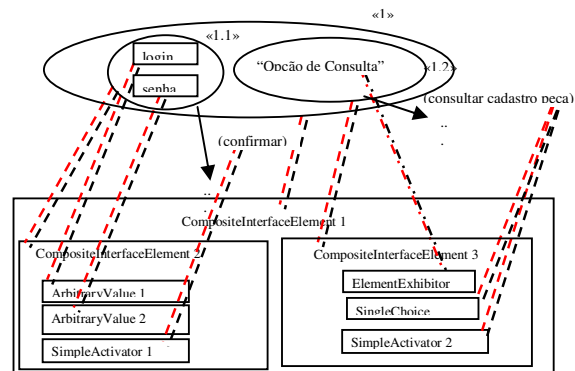 «1»
«1.1»
login
senha
"Opção de Consulta"
«1.2»
(consultar cadastro peça)
..
.
(confirmar)
..
CompositeInterfaceElement 1
CompositeInterfaceElement 2
ArbitraryValue 1
ArbitraryValue 2
SimpleActivator 1
CompositeInterfaceElement 3
ElementExhibitor
SingleChoice
SimpleActivator 2